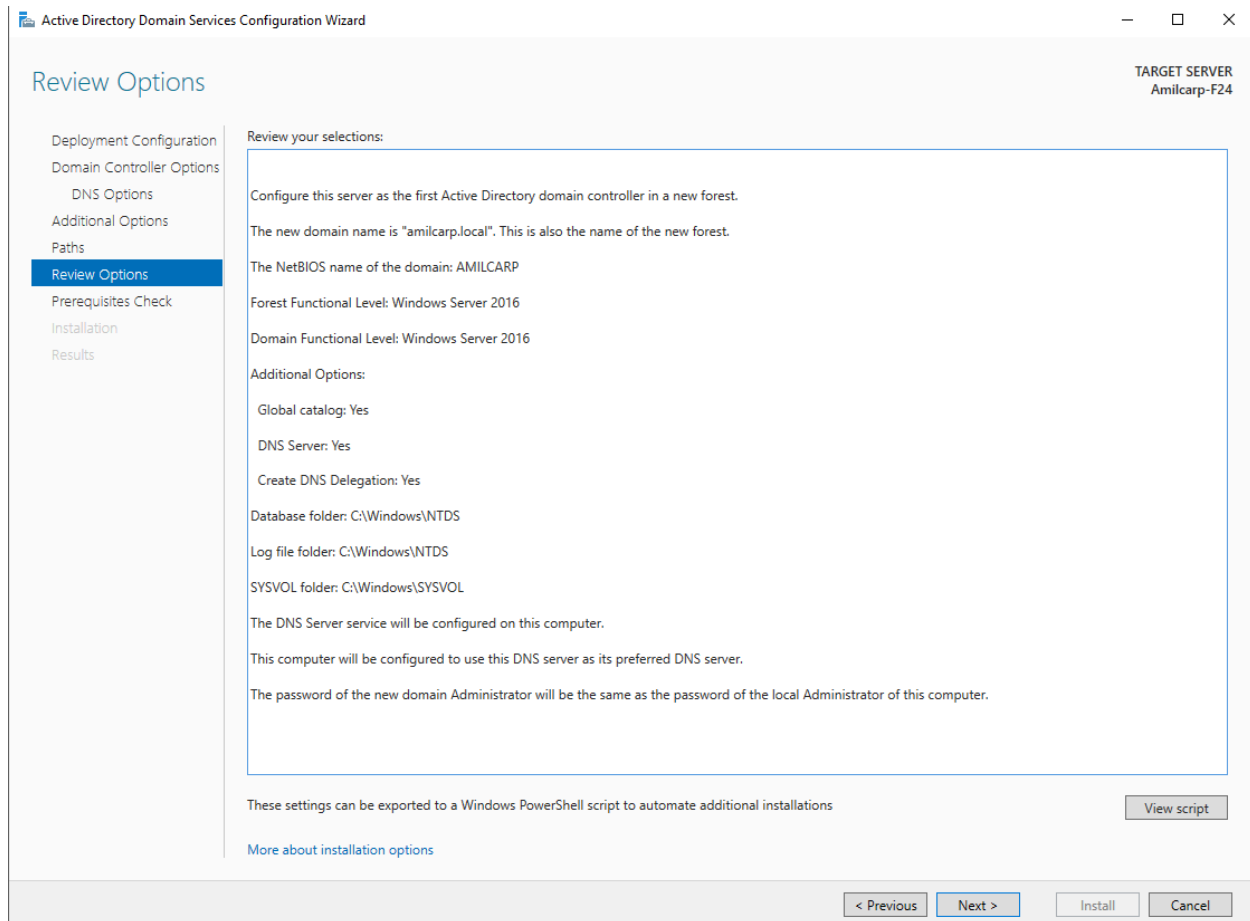 Active Directory Domain Services Configuration Wizard
Review Options
TARGET SERVER
Amilcarp-F24
Deployment Configuration
Domain Controller Options
DNS Options
Additional Options
Paths
Review Options
Prerequisites Check
Installation
Results
Review your selections:
Configure this server as the first Active Directory domain controller in a new forest.
The new domain name is "amilcarp.local". This is also the name of the new forest.
The NetBIOS name of the domain: AMILCARP
Forest Functional Level: Windows Server 2016
Domain Functional Level: Windows Server 2016
Additional Options:
Global catalog: Yes
DNS Server: Yes
Create DNS Delegation: Yes
Database folder: C:\Windows\NTDS
Log file folder: C:\Windows\NTDS
SYSVOL folder: C:\Windows\SYSVOL
The DNS Server service will be configured on this computer.
This computer will be configured to use this DNS server as its preferred DNS server.
The password of the new domain Administrator will be the same as the password of the local Administrator of this computer.
These settings can be exported to a Windows PowerShell script to automate additional installations
View script
More about installation options
< Previous
Next >
Install
Cancel